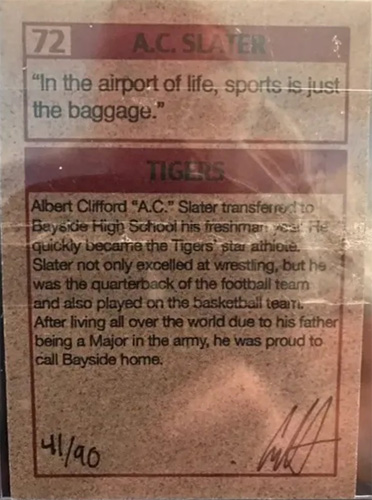 72 A.C. SLATER
"In the airport of life, sports is just
the baggage."
TIGERS
Albert Clifford "A.C." Slater transferred to
Bayside High School his freshman year. He
quickly became the Tigers' star athlete.
Slater not only excelled at wrestling, but he
was the quarterback of the football team
and also played on the basketball team.
After living all over the world due to his father
being a Major in the army, he was proud to
call Bayside home.
41/90